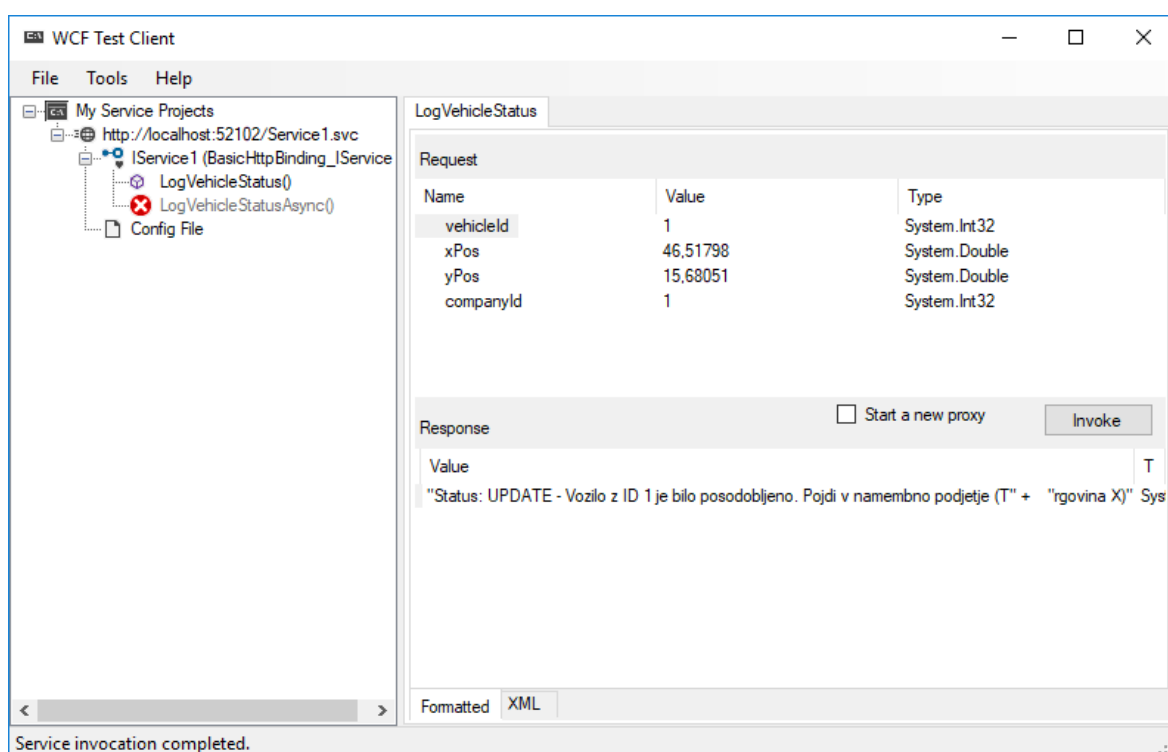 WCF Test Client
File Tools Help
My Service Projects
http://localhost:52102/Service1.svc
IService1 (BasicHttpBinding_IService
LogVehicleStatus()
LogVehicleStatusAsync()
Config File
LogVehicleStatus
Request
Name Value Type
vehicleId 1 System.Int32
xPos 46,51798 System.Double
yPos 15,68051 System.Double
companyId 1 System.Int32
Start a new proxy Invoke
Response
Value T
"Status: UPDATE - Vozilo z ID 1 je bilo posodobljeno. Pojdi v namembno podjetje (T" + "rgovina X)" Sys
Formatted XML
Service invocation completed.